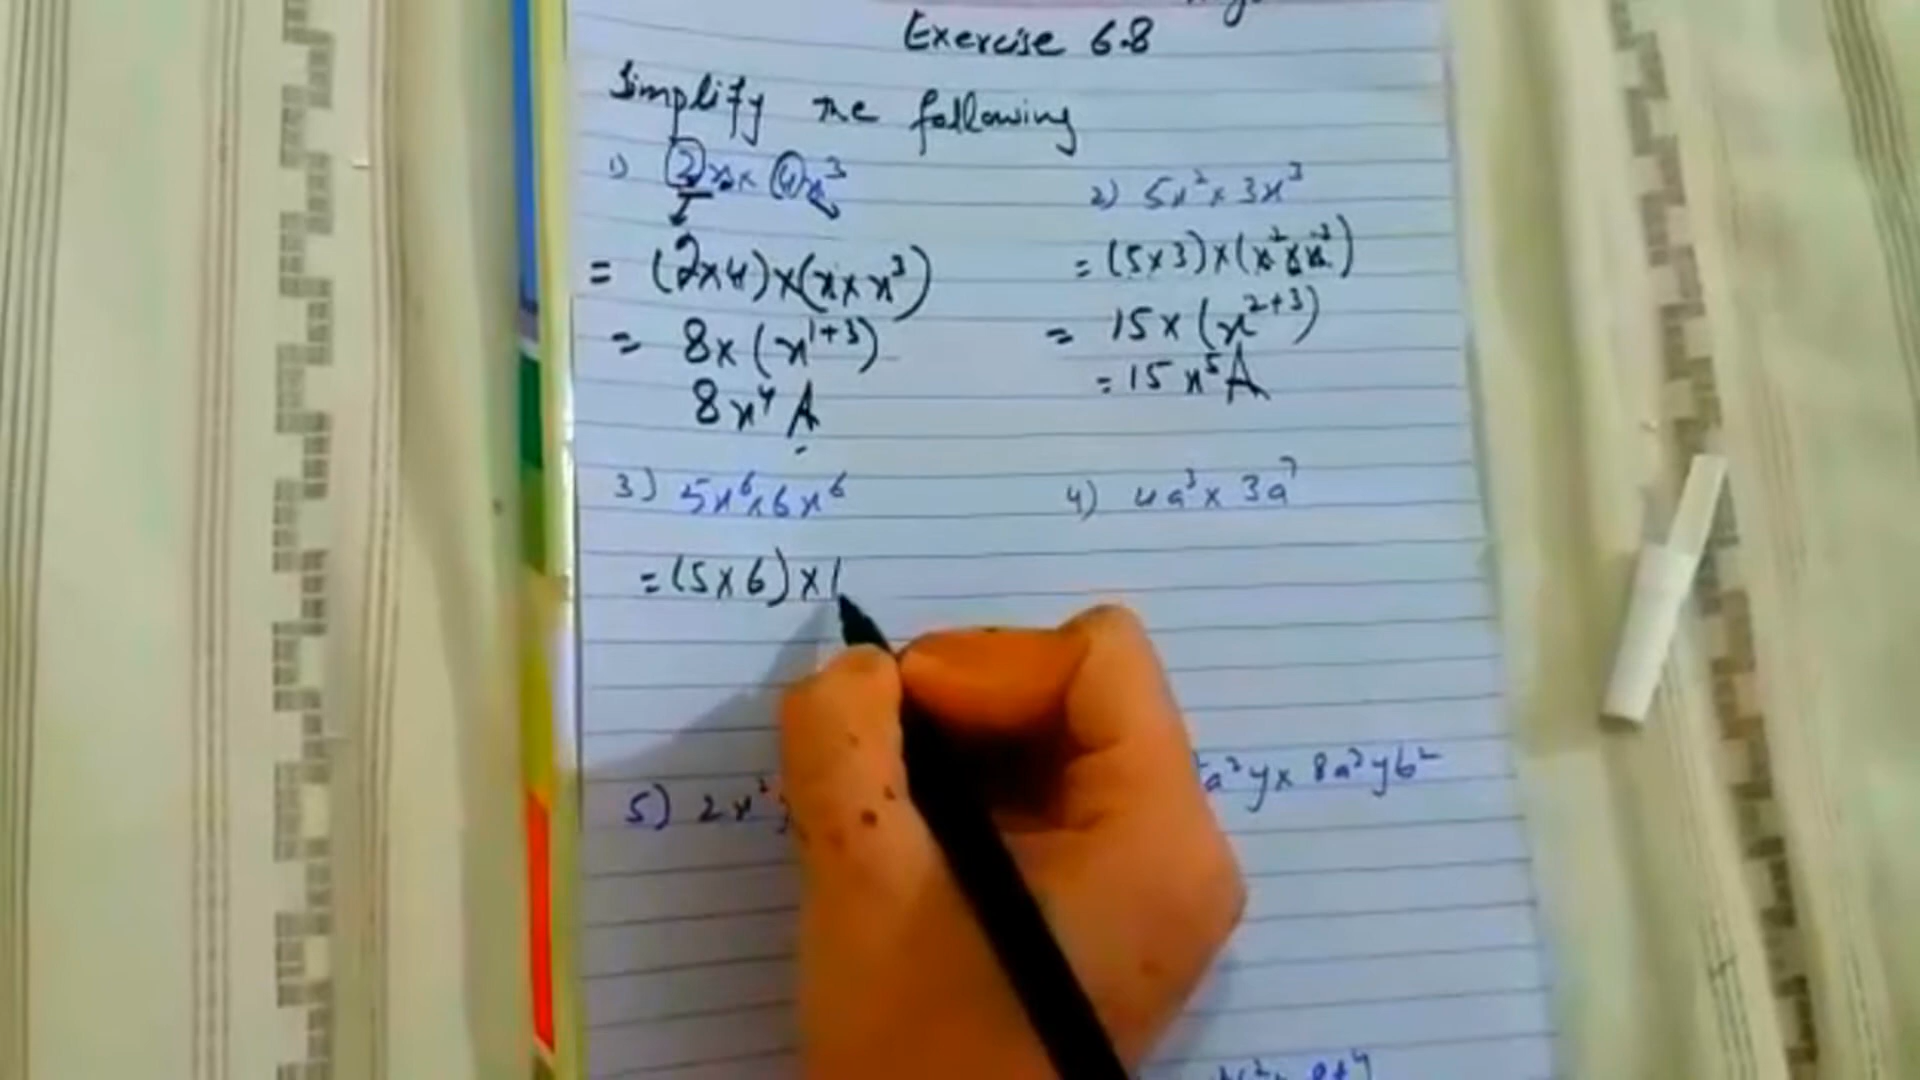 Exercise 6.8
Simplify the following
1) 2x × 4x³
= (2×4)×(x×x³)
= 8×(x¹⁺³)
8x⁴ A
2) 5x² × 3x³
= (5×3)×(x²×x³)
= 15×(x²⁺³)
= 15x⁵ A
3) 5x⁶×6x⁶
= (5×6)×(
4) 4a³ × 3a⁷
5) 2x²
a²y× 8a³yb²